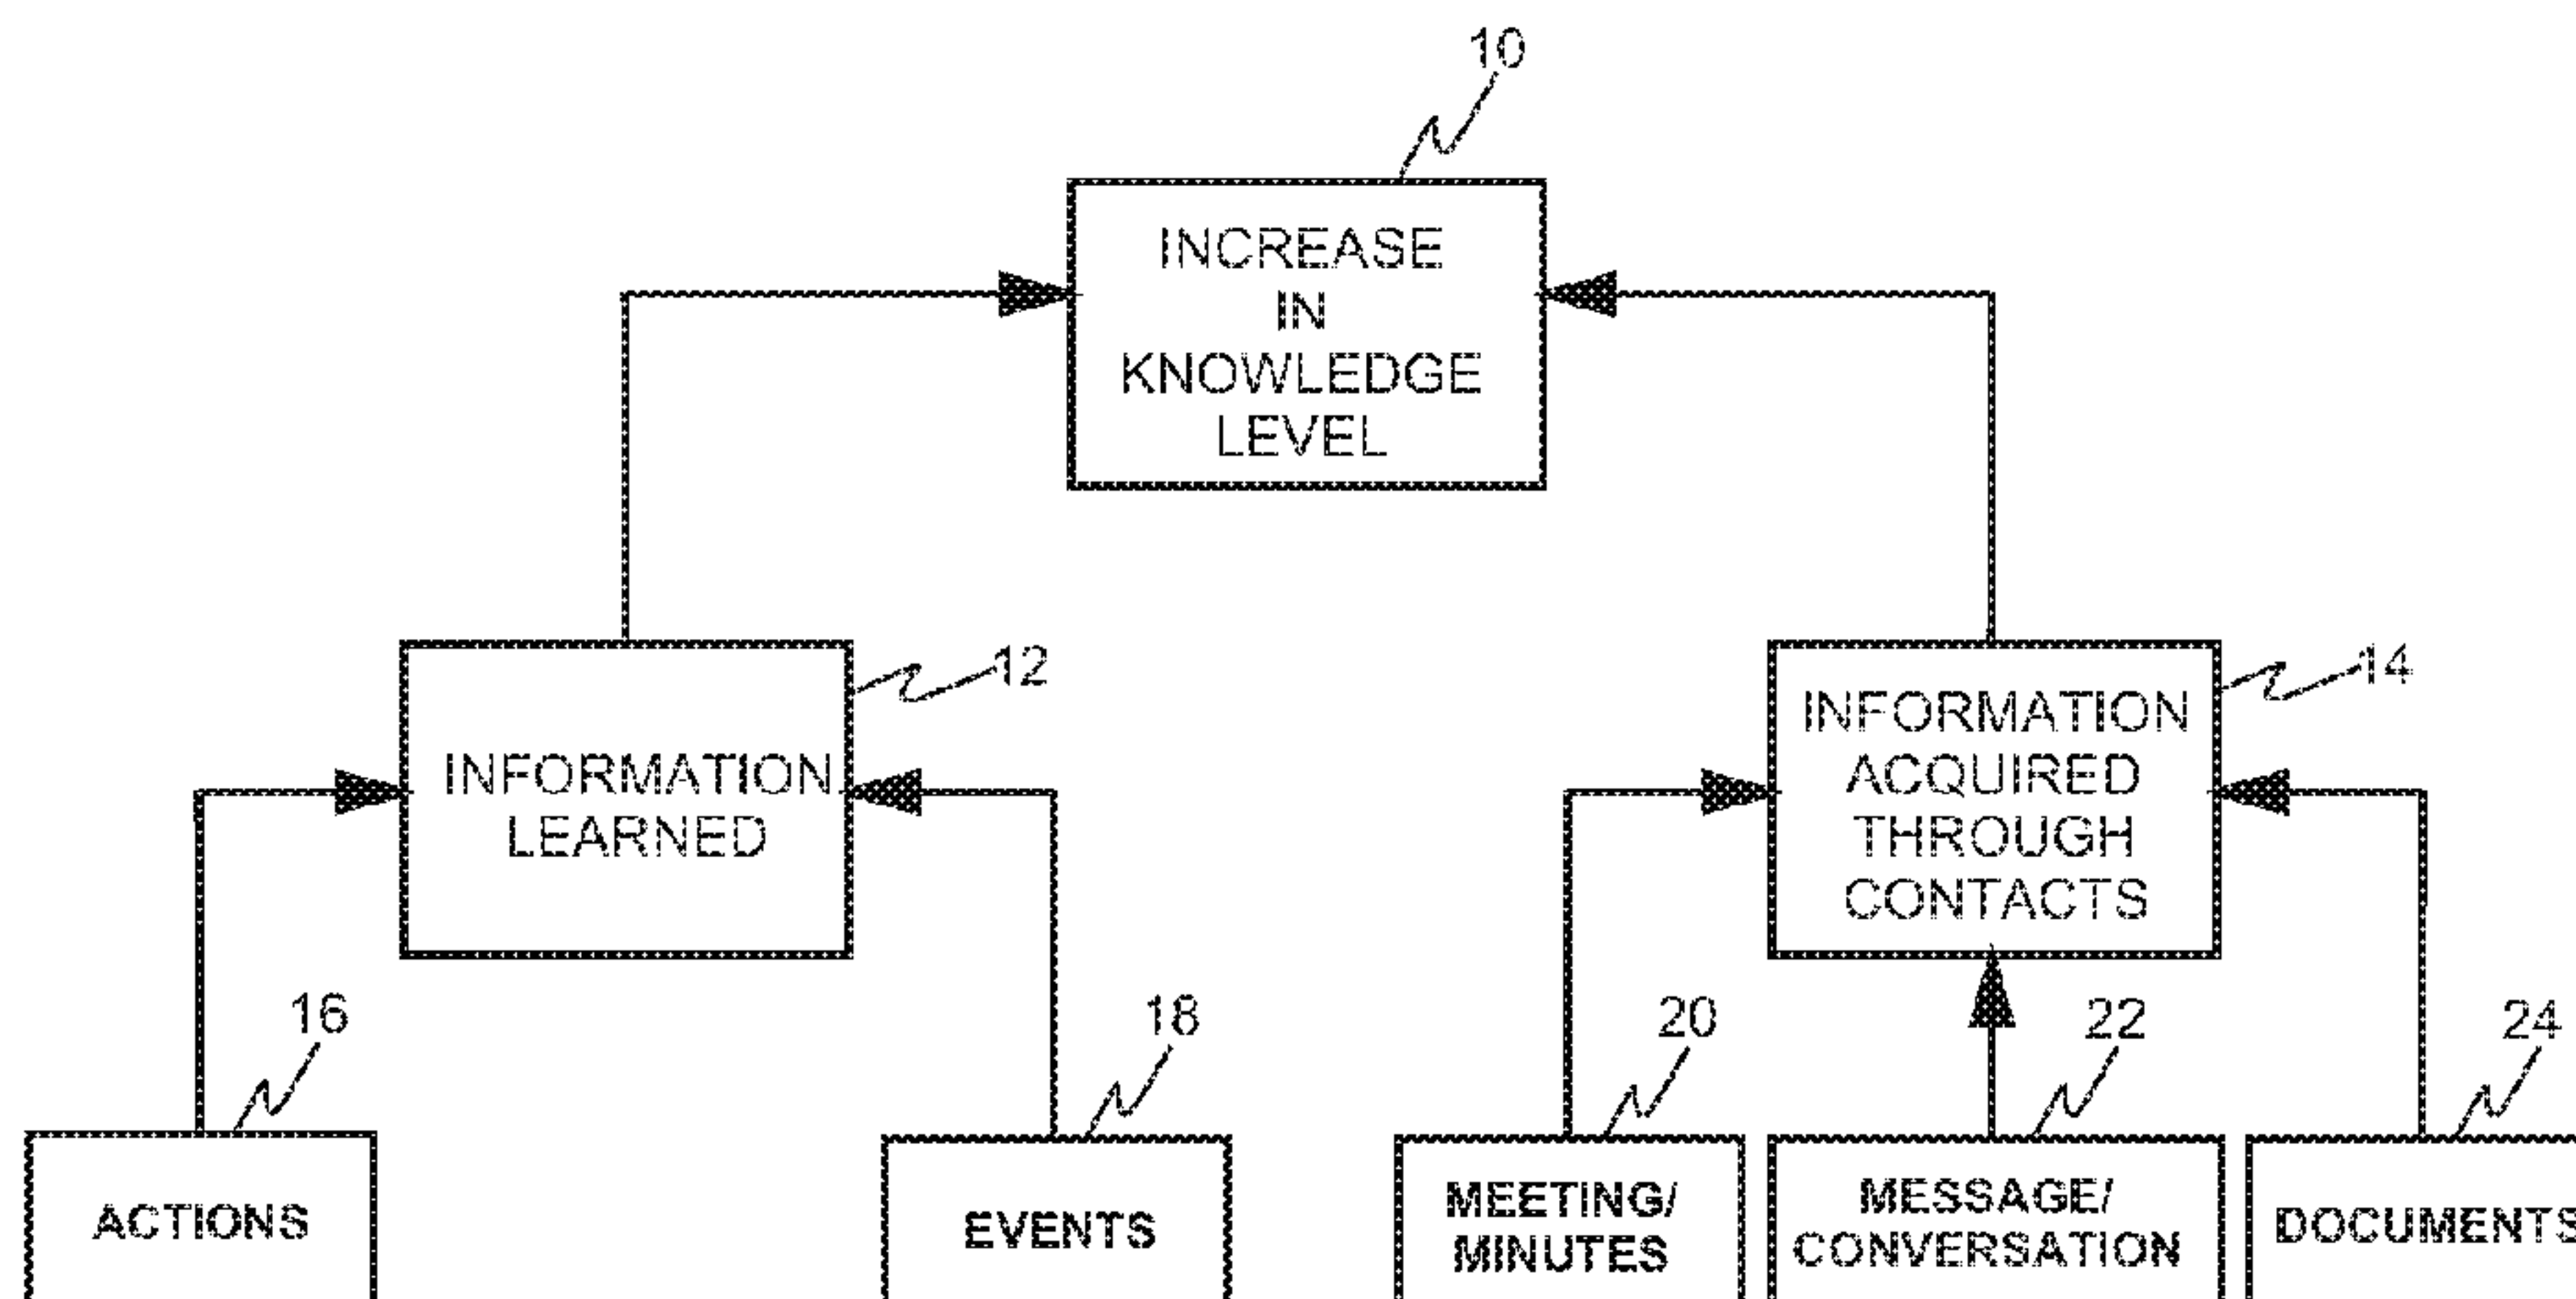 10
INCREASE
IN
KNOWLEDGE
LEVEL
12
INFORMATION
LEARNED
14
INFORMATION
ACQUIRED
THROUGH
CONTACTS
16
ACTIONS
18
EVENTS
20
MEETING/
MINUTES
22
MESSAGE/
CONVERSATION
24
DOCUMENTS